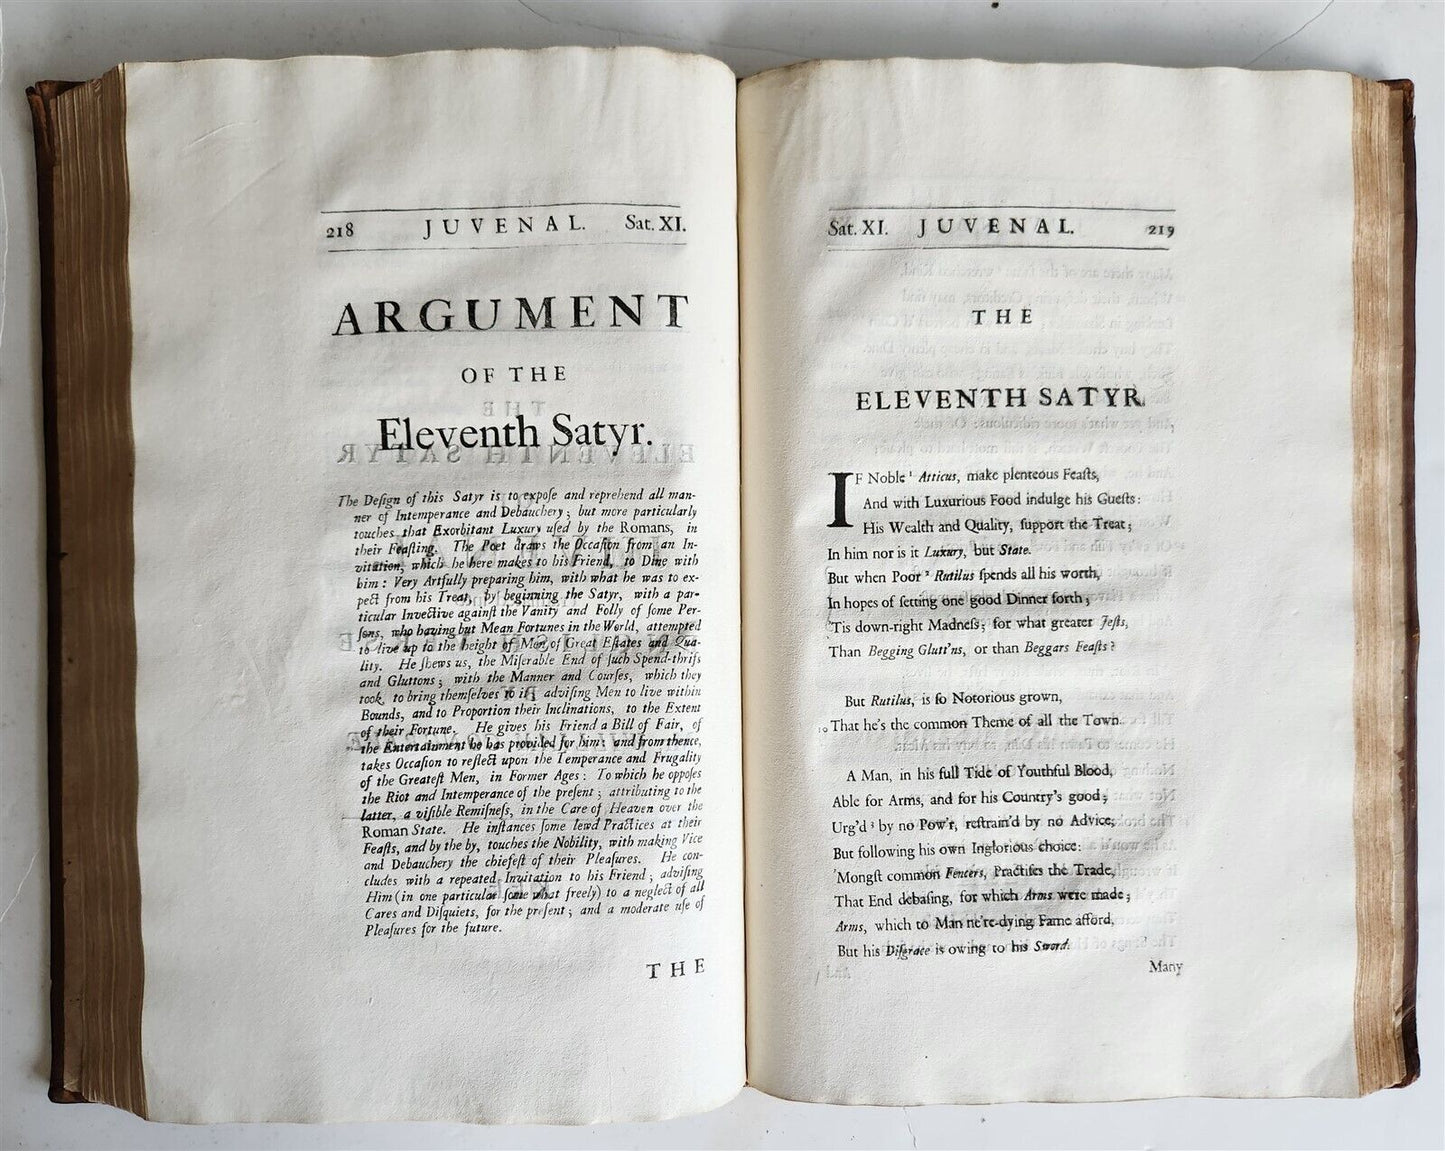 218 JUVENAL. Sat. XI.
ARGUMENT
OF THE
Eleventh Satyr.
The Deſign of this Satyr is to expoſe and reprehend all man-
ner of Intemperance and Debauchery; but more particularly
touches that Exorbitant Luxury uſed by the Romans, in
their Feaſting. The Poet draws the Occaſion from an In-
vitation, which he here makes to his Friend, to Dine with
him: Very Artfully preparing him, with what he was to ex-
pect from his Treat, by beginning the Satyr, with a par-
ticular Invective againſt the Vanity and Folly of ſome Per-
ſons, who having but Mean Fortunes in the World, attempted
to live up to the height of Men of Great Eſtates and Qua-
lity. He ſhews us, the Miſerable End of ſuch Spend-thrifs
and Gluttons; with the Manner and Courſes, which they
took, to bring themſelves to it; adviſing Men to live within
Bounds, and to Proportion their Inclinations, to the Extent
of their Fortune. He gives his Friend a Bill of Fair, of
the Entertainment he has provided for him; and from thence,
takes Occaſion to reflect upon the Temperance and Frugality
of the Greateſt Men, in Former Ages: To which he oppoſes
the Riot and Intemperance of the preſent; attributing to the
latter, a viſible Remiſneſs, in the Care of Heaven over the
Roman State. He inſtances ſome lewd Practices at their
Feaſts, and by the by, touches the Nobility, with making Vice
and Debauchery the chiefeſt of their Pleaſures. He con-
cludes with a repeated Invitation to his Friend; adviſing
Him (in one particular ſome what freely) to a neglect of all
Cares and Diſquiets, for the preſent; and a moderate uſe of
Pleaſures for the future.
THE
Sat. XI. JUVENAL. 219
THE
ELEVENTH SATYR.
IF Noble ¹ Atticus, make plenteous Feaſts,
And with Luxurious Food indulge his Gueſts:
His Wealth and Quality, ſupport the Treat;
In him nor is it Luxury, but State.
But when Poor ² Rutilus ſpends all his worth,
In hopes of ſetting one good Dinner forth;
'Tis down-right Madneſs; for what greater Jeſts,
Than Begging Glutt'ns, or than Beggars Feaſts?
But Rutilus, is ſo Notorious grown,
10 That he's the common Theme of all the Town.
A Man, in his full Tide of Youthful Blood,
Able for Arms, and for his Country's good;
Urg'd ³ by no Pow'r, reſtrain'd by no Advice;
But following his own Inglorious choice:
'Mongſt common Fencers, Practiſes the Trade,
That End debaſing, for which Arms were made;
Arms, which to Man ne're-dying Fame afford,
But his Diſgrace is owing to his Sword.
Many